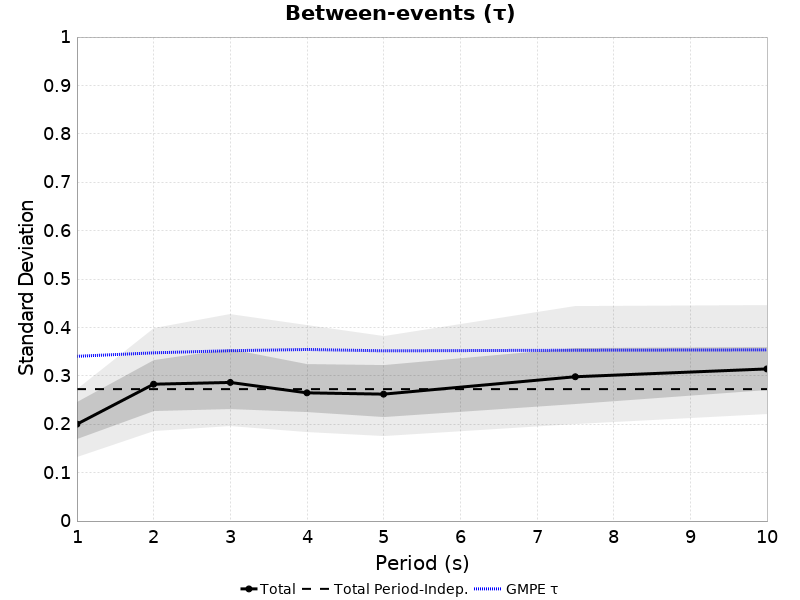 Between-events (τ)
1
0.9
0.8
0.7
0.6
0.5
0.4
0.3
0.2
0.1
0
Standard Deviation
1 2 3 4 5 6 7 8 9 10
Period (s)
Total Total Period-Indep. GMPE τ